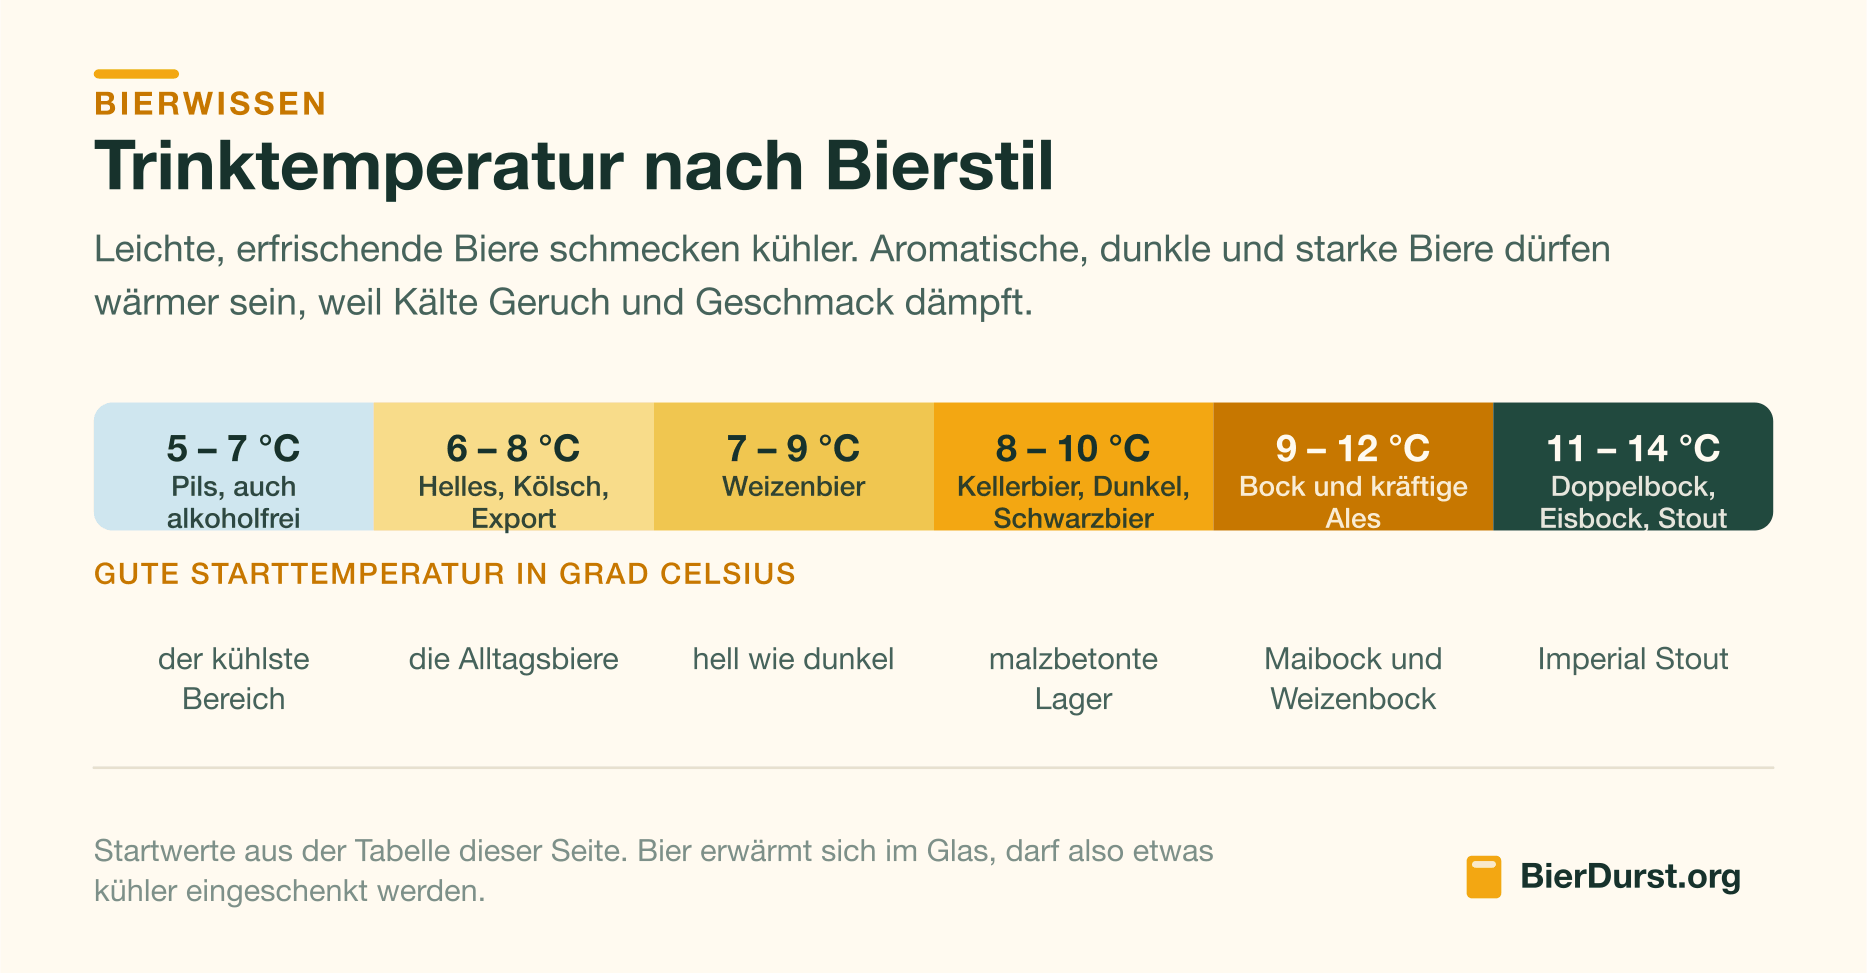 BIERWISSEN
Trinktemperatur nach Bierstil
Leichte, erfrischende Biere schmecken kühler. Aromatische, dunkle und starke Biere dürfen
wärmer sein, weil Kälte Geruch und Geschmack dämpft.
5 – 7 °C
Pils, auch
alkoholfrei
6 – 8 °C
Helles, Kölsch,
Export
7 – 9 °C
Weizenbier
8 – 10 °C
Kellerbier, Dunkel,
Schwarzbier
9 – 12 °C
Bock und kräftige
Ales
11 – 14 °C
Doppelbock,
Eisbock, Stout
GUTE STARTTEMPERATUR IN GRAD CELSIUS
der kühlste
Bereich
die Alltagsbiere
hell wie dunkel
malzbetonte
Lager
Maibock und
Weizenbock
Imperial Stout
Startwerte aus der Tabelle dieser Seite. Bier erwärmt sich im Glas, darf also etwas
kühler eingeschenkt werden.
BierDurst.org